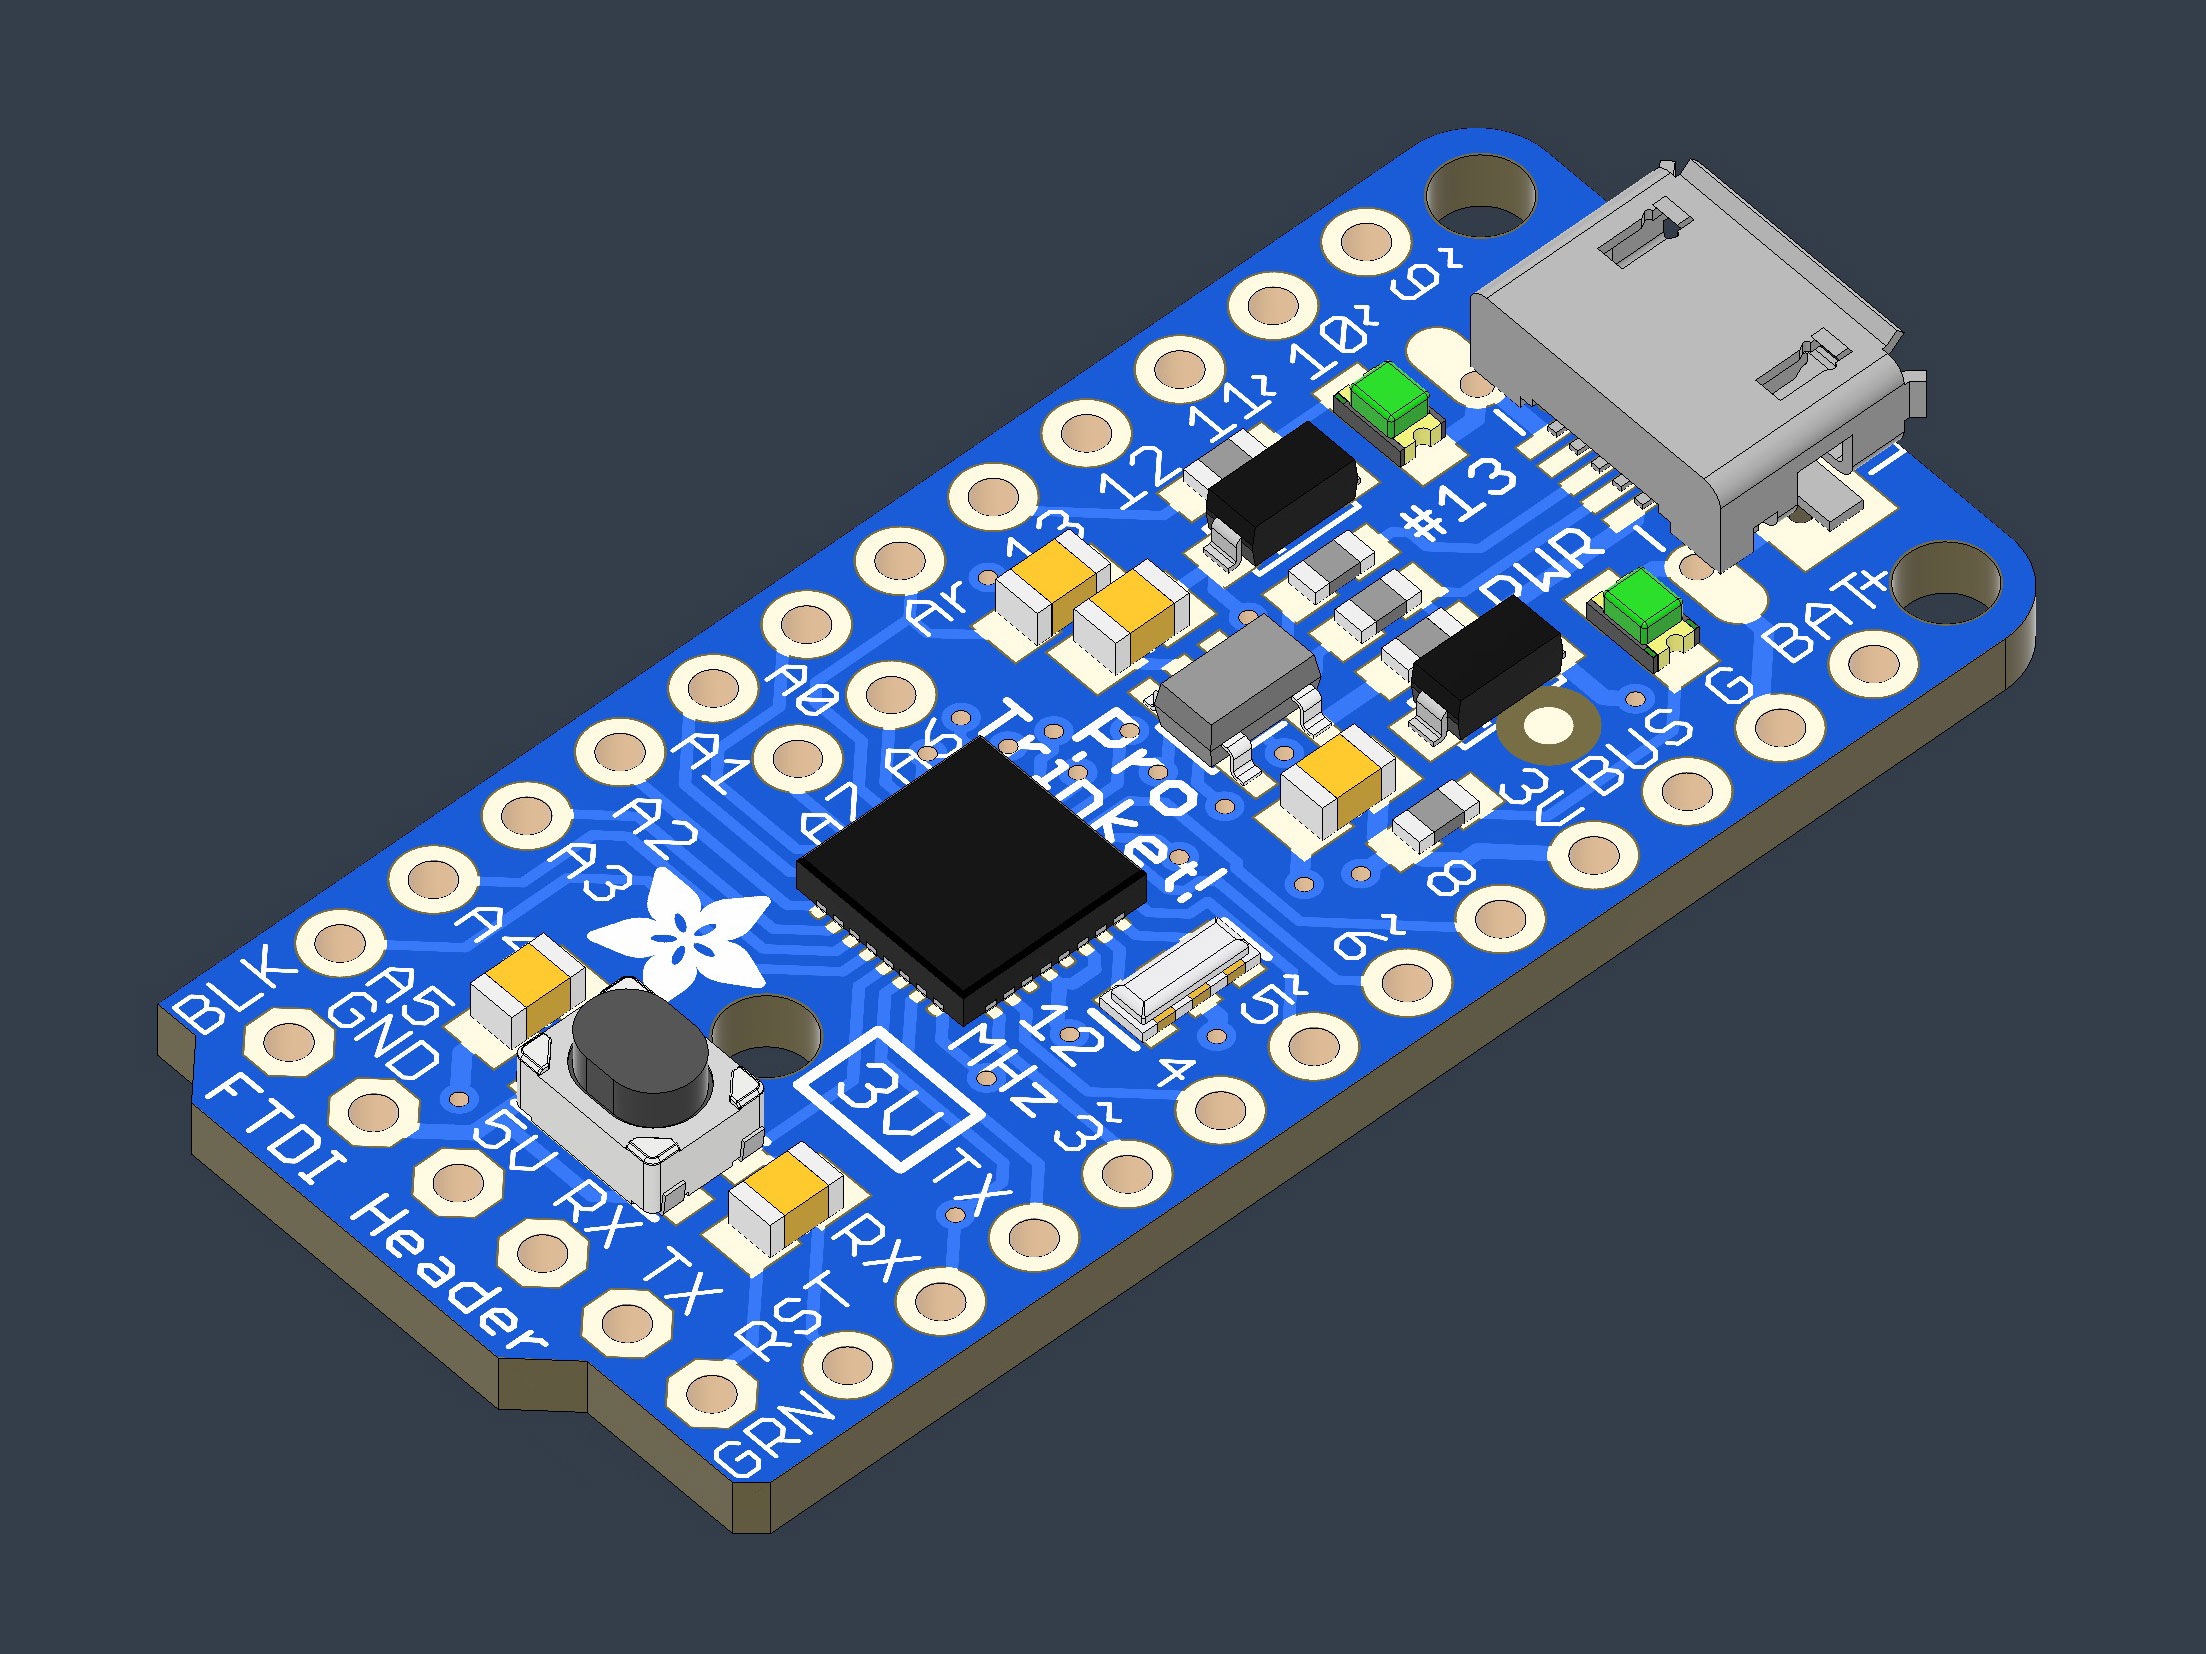 9~
10~
11~
12
13
Ar
A0
A1
A2
A3
A4
A5
A7
BLK
GND
5V
RX
TX
GRN
FTDI Header
#13
PWR
BAT+
G
BUS
3V
8
6~
5~
4
3~
TX
RX
RST
Pro
Trinket!
12
MHz
3V